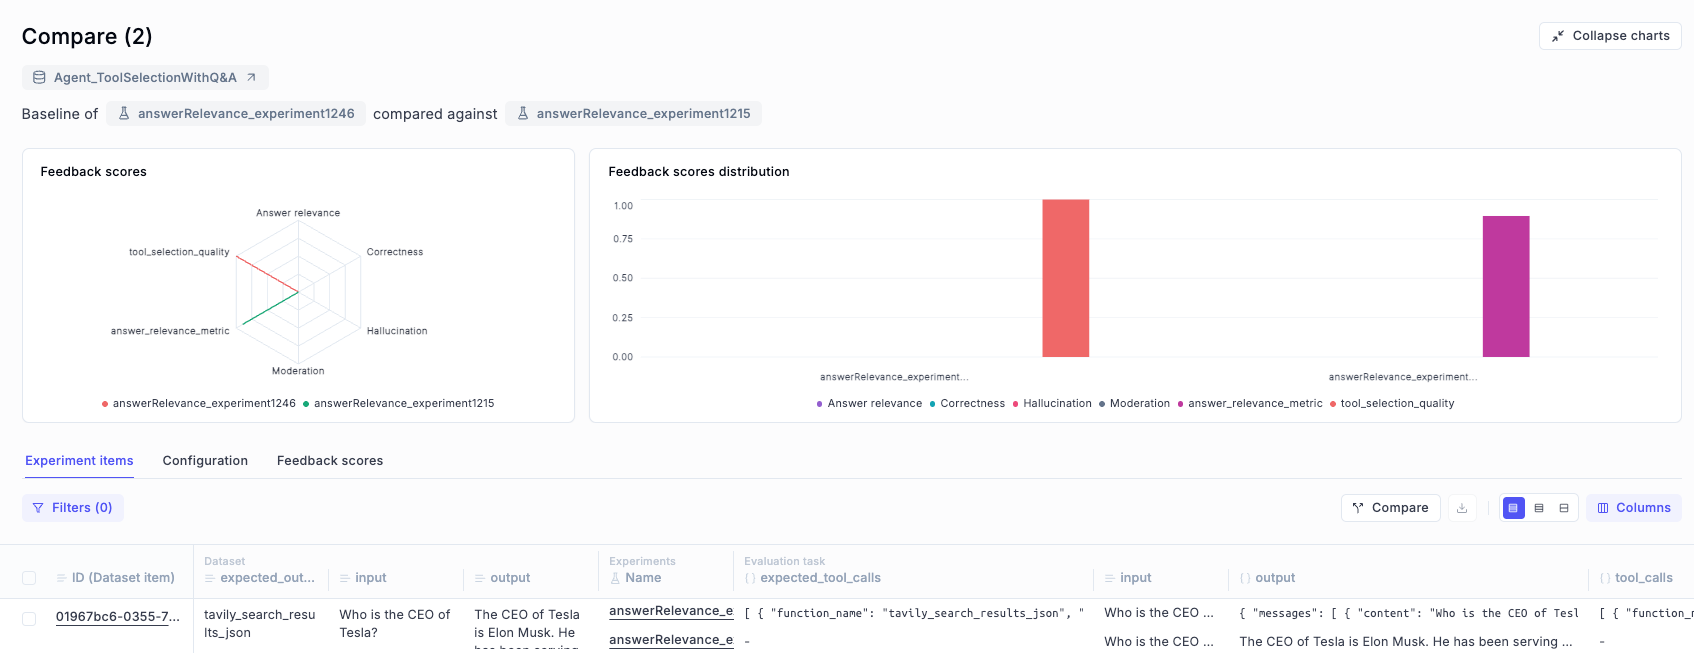 Compare (2)
Collapse charts
Agent_ToolSelectionWithQ&A
Baseline of answerRelevance_experiment1246 compared against answerRelevance_experiment1215
Feedback scores
Answer relevance
tool_selection_quality
Correctness
answer_relevance_metric
Hallucination
Moderation
answerRelevance_experiment1246 answerRelevance_experiment1215
Feedback scores distribution
1.00
0.75
0.50
0.25
0.00
answerRelevance_experiment... answerRelevance_experiment...
Answer relevance Correctness Hallucination Moderation answer_relevance_metric tool_selection_quality
Experiment items Configuration Feedback scores
Filters (0)
Compare
Columns
Dataset Experiments Evaluation task
ID (Dataset item) expected_out... input output Name expected_tool_calls input output tool_calls
01967bc6-0355-7...
tavily_search_resu
lts_json
Who is the CEO of
Tesla?
The CEO of Tesla
is Elon Musk. He
has been serving
answerRelevance_e [ { "function_name": "tavily_search_results_json", " Who is the CEO ... { "messages": [ { "content": "Who is the CEO of Tesl [ { "function_n
answerRelevance_e - Who is the CEO ... The CEO of Tesla is Elon Musk. He has been serving ... -